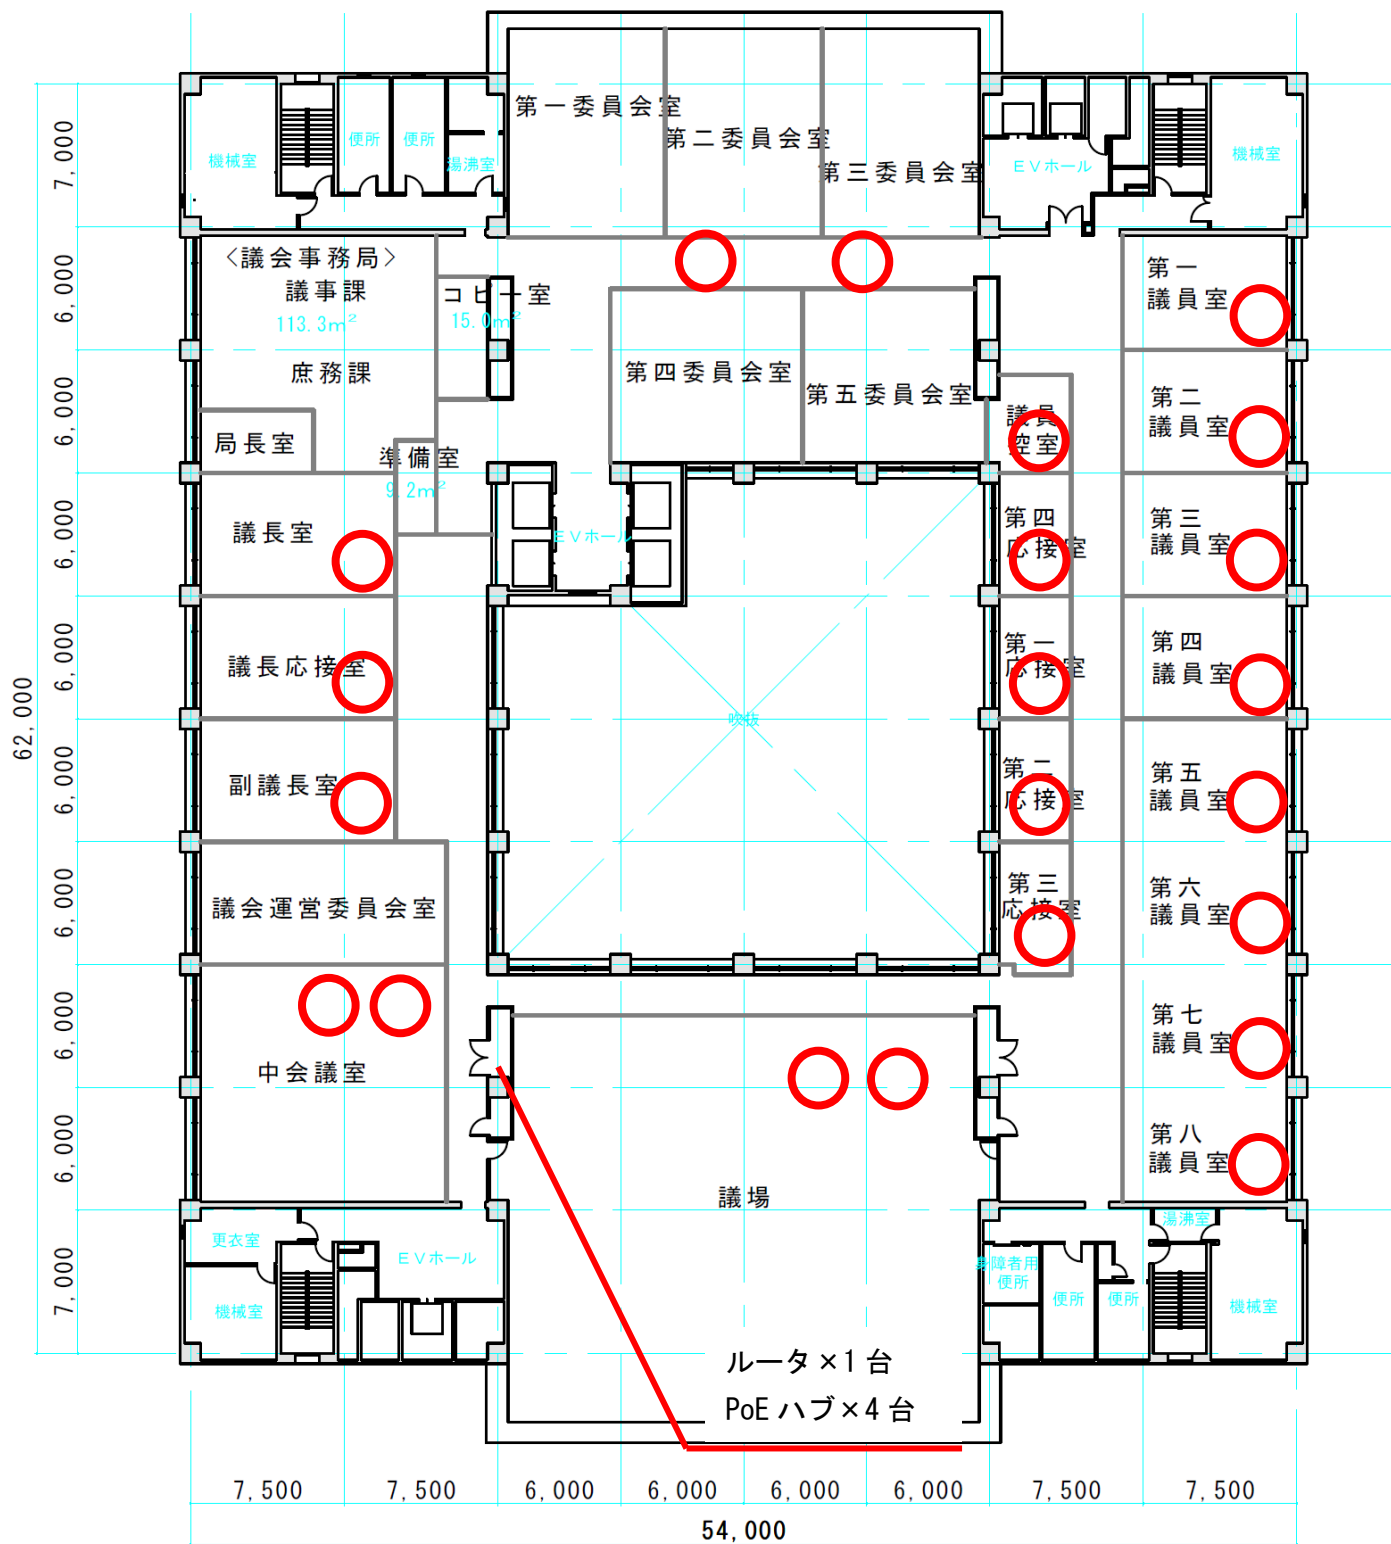 第一委員会室
第二委員会室
第三委員会室
機械室
便所
便所
湯沸室
EVホール
機械室
7,000
<議会事務局>
議事課
113.3m²
コピー室
15.0m²
庶務課
局長室
準備室
9.2m²
第四委員会室
第五委員会室
第一
議員室
6,000
第二
議員室
6,000
議員
控室
議長室
EVホール
第四
応接室
第三
議員室
6,000
議長応接室
吹抜
第一
応接室
第四
議員室
6,000
62,000
副議長室
第二
応接室
第五
議員室
6,000
議会運営委員会室
第三
応接室
第六
議員室
6,000
中会議室
第七
議員室
6,000
議場
第八
議員室
6,000
更衣室
EVホール
機械室
湯沸室
身障者用
便所
便所
便所
機械室
7,000
ルータ×1台
PoEハブ×4台
7,500
7,500
6,000
6,000
6,000
6,000
7,500
7,500
54,000